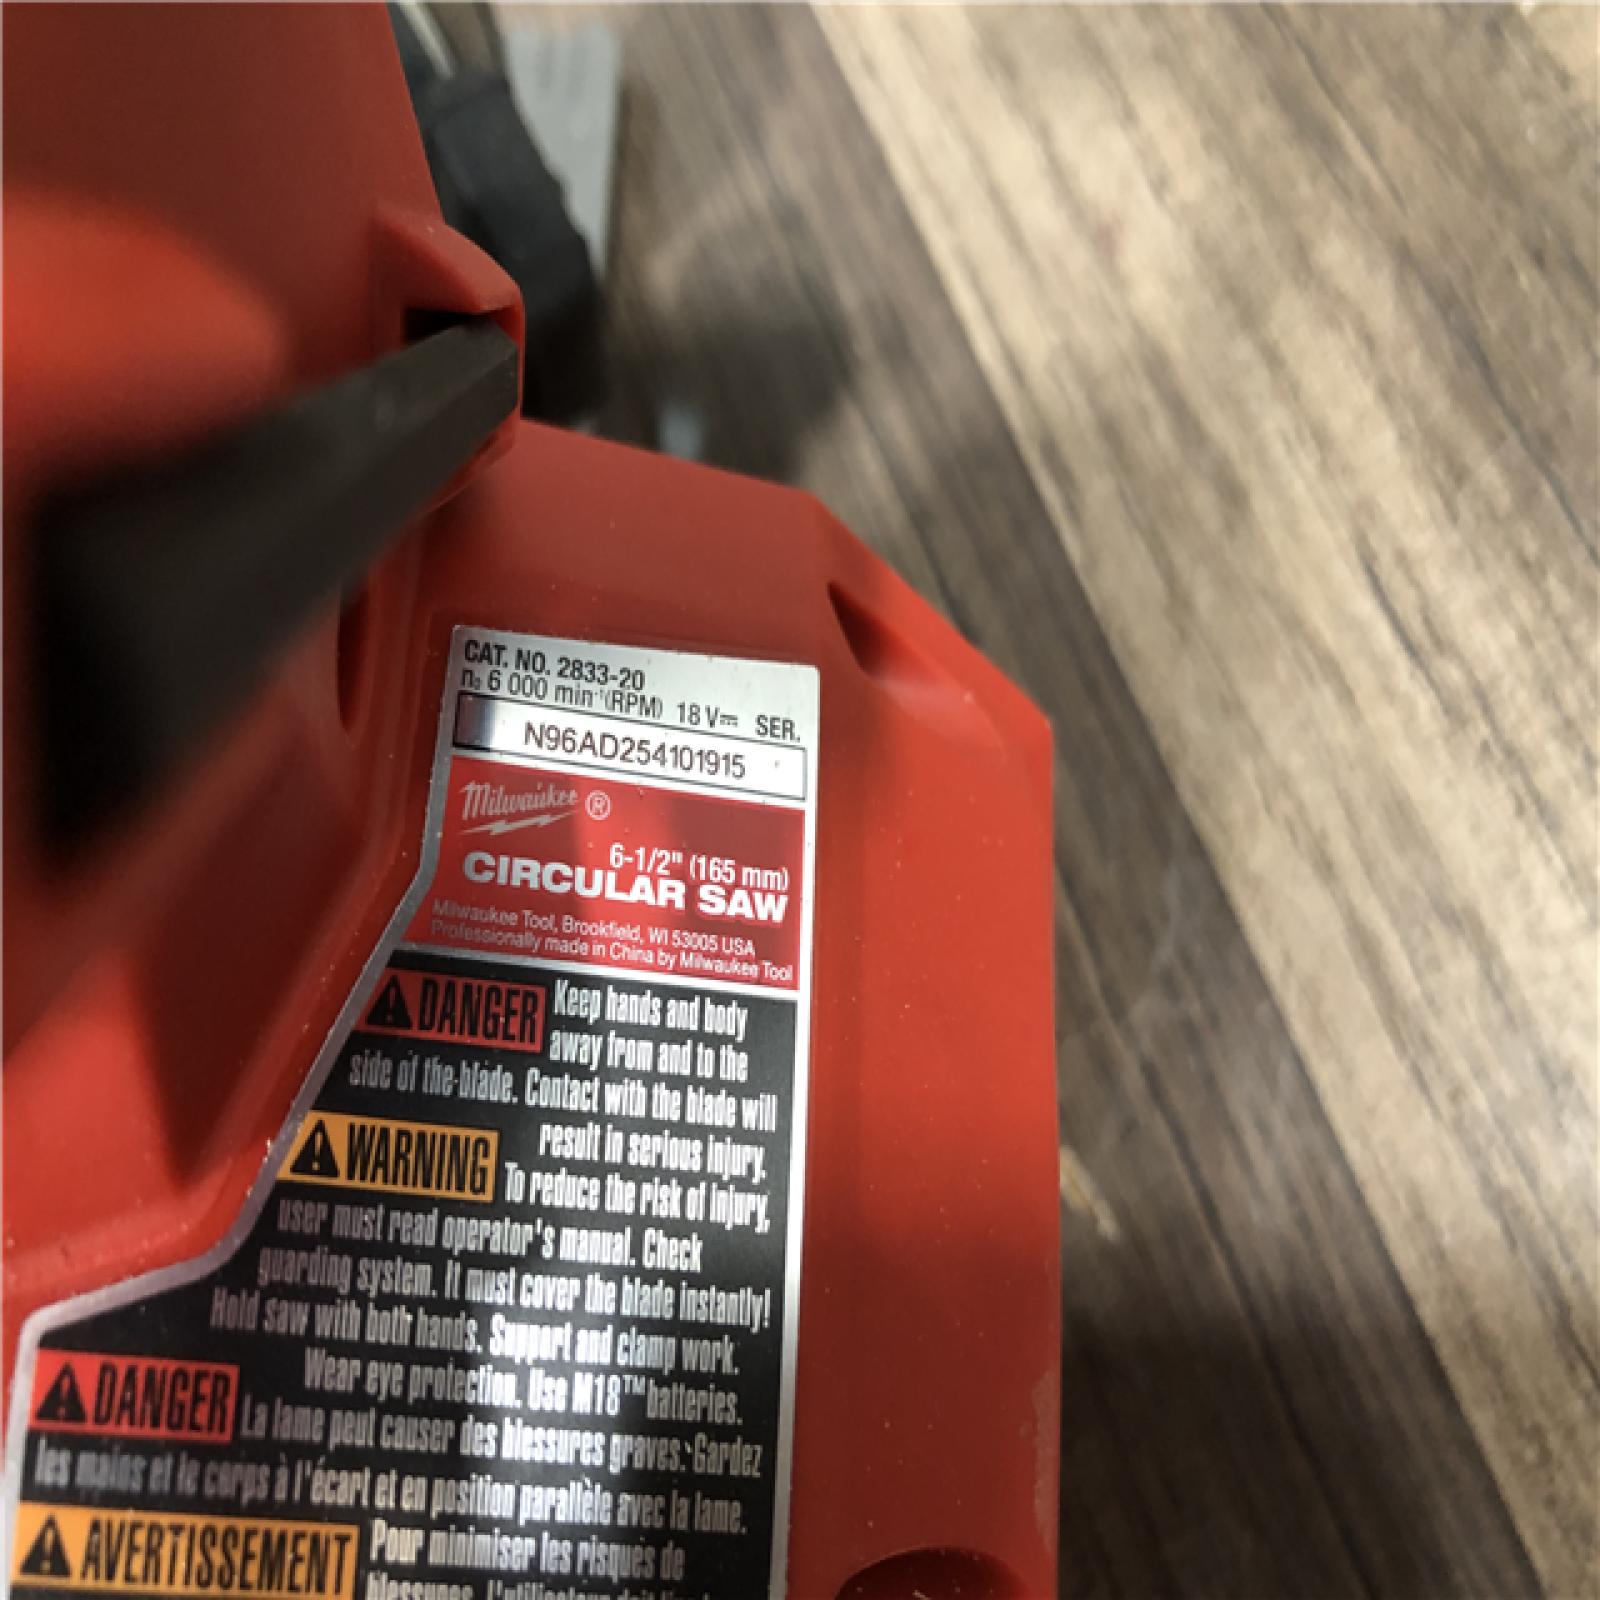 CAT. NO. 2833-20
n₀ 6 000 min⁻¹(RPM) 18 V⎓ SER.
N96AD254101915
Milwaukee ®
6-1/2" (165 mm)
CIRCULAR SAW
Milwaukee Tool, Brookfield, WI 53005 USA
Professionally made in China by Milwaukee Tool
DANGER Keep hands and body
away from and to the
side of the blade. Contact with the blade will
result in serious injury.
WARNING To reduce the risk of injury,
user must read operator's manual. Check
guarding system. It must cover the blade instantly!
Hold saw with both hands. Support and clamp work.
Wear eye protection. Use M18™ batteries.
DANGER La lame peut causer des blessures graves. Gardez
les mains et le corps à l'écart et en position parallèle avec la lame.
AVERTISSEMENT Pour minimiser les risques de
blessures, l'utilisateur doit